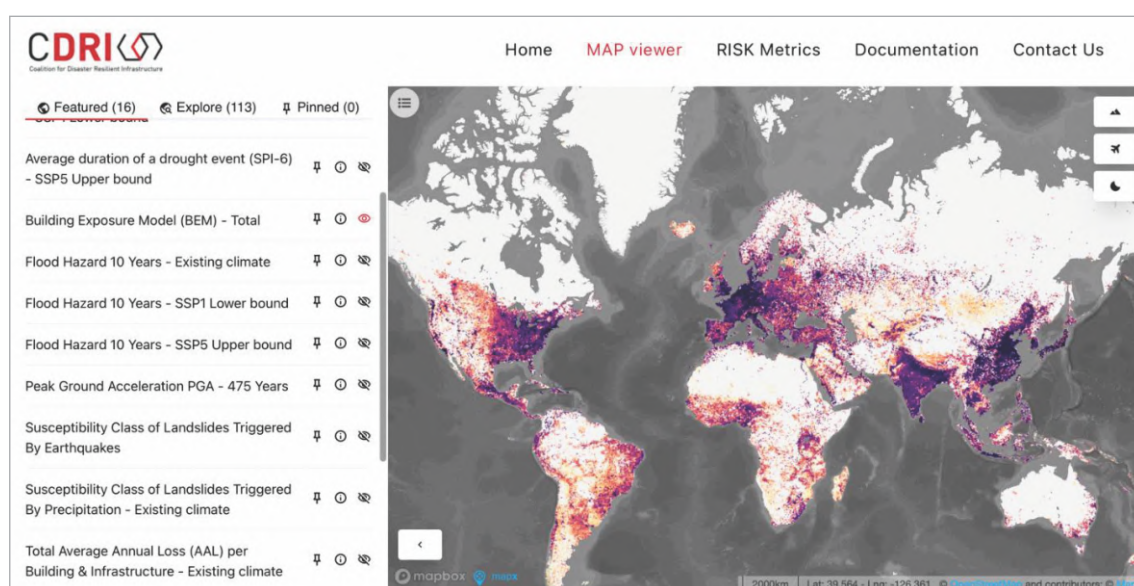 CDRI
Coalition for Disaster Resilient Infrastructure
Home MAP viewer RISK Metrics Documentation Contact Us
Featured (16) Explore (113) Pinned (0)
SSP1 Lower bound
Average duration of a drought event (SPI-6)
- SSP5 Upper bound
Building Exposure Model (BEM) - Total
Flood Hazard 10 Years - Existing climate
Flood Hazard 10 Years - SSP1 Lower bound
Flood Hazard 10 Years - SSP5 Upper bound
Peak Ground Acceleration PGA - 475 Years
Susceptibility Class of Landslides Triggered
By Earthquakes
Susceptibility Class of Landslides Triggered
By Precipitation - Existing climate
Total Average Annual Loss (AAL) per
Building & Infrastructure - Existing climate
mapbox mapx
2000km Lat: 39.564 - Lng: -126.361 © OpenStreetMap and contributors; ©